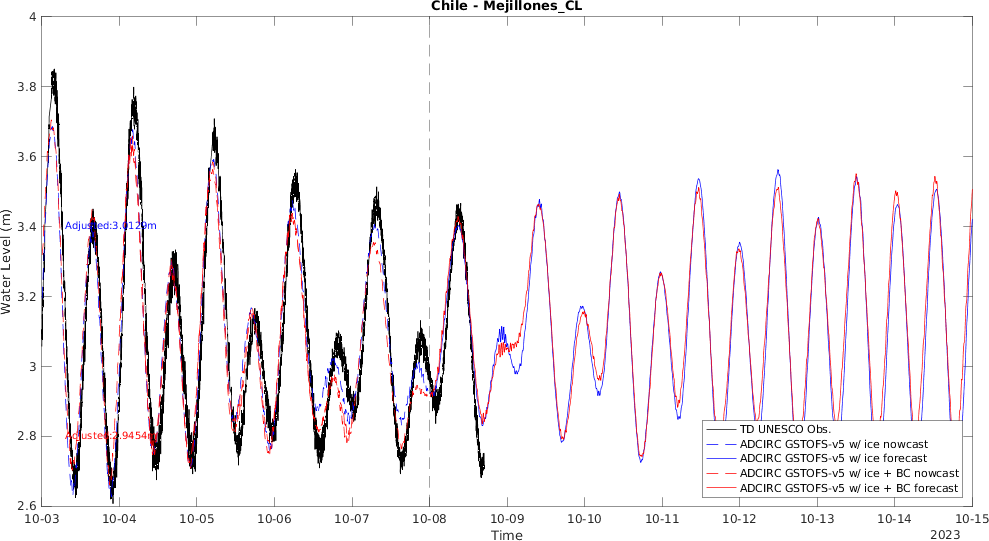 Chile - Mejillones_CL
4
3.8
3.6
3.4
3.2
3
2.8
2.6
Water Level (m)
Adjusted:3.0129m
Adjusted:2.9454m
TD UNESCO Obs.
ADCIRC GSTOFS-v5 w/ ice nowcast
ADCIRC GSTOFS-v5 w/ ice forecast
ADCIRC GSTOFS-v5 w/ ice + BC nowcast
ADCIRC GSTOFS-v5 w/ ice + BC forecast
10-03 10-04 10-05 10-06 10-07 10-08 10-09 10-10 10-11 10-12 10-13 10-14 10-15
Time
2023